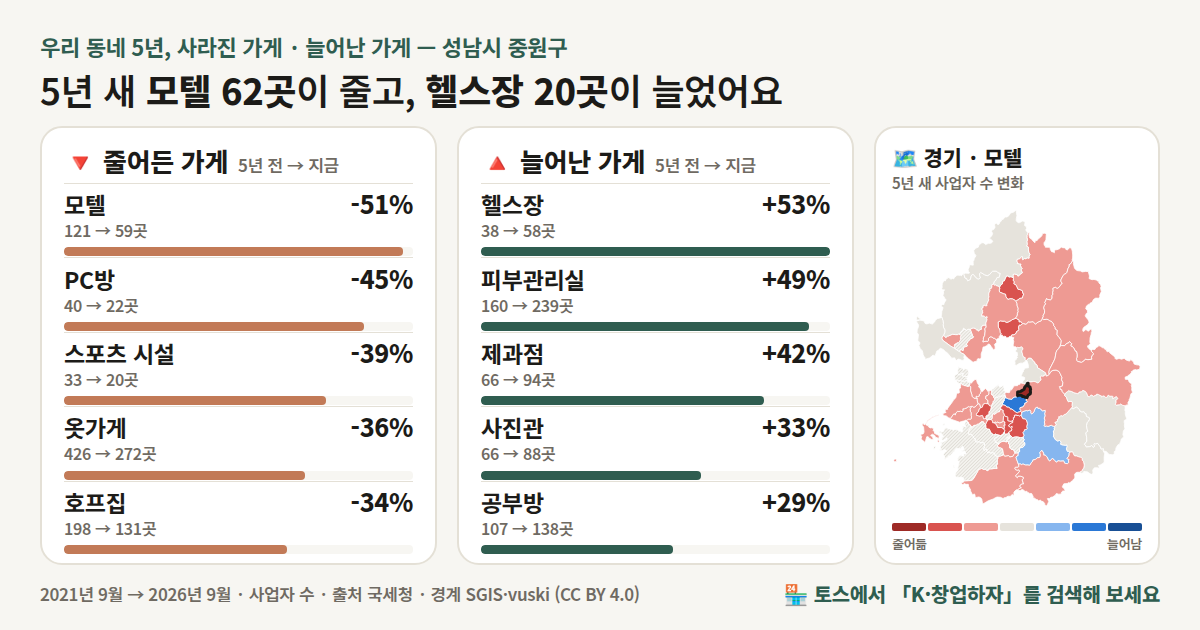 우리 동네 5년, 사라진 가게 · 늘어난 가게 — 성남시 중원구
5년 새 모텔 62곳이 줄고, 헬스장 20곳이 늘었어요
줄어든 가게 5년 전 → 지금
모텔 -51%
121 → 59곳
PC방 -45%
40 → 22곳
스포츠 시설 -39%
33 → 20곳
옷가게 -36%
426 → 272곳
호프집 -34%
198 → 131곳
늘어난 가게 5년 전 → 지금
헬스장 +53%
38 → 58곳
피부관리실 +49%
160 → 239곳
제과점 +42%
66 → 94곳
사진관 +33%
66 → 88곳
공부방 +29%
107 → 138곳
경기 · 모텔
5년 새 사업자 수 변화
줄어듦 늘어남
2021년 9월 → 2026년 9월 · 사업자 수 · 출처 국세청 · 경계 SGIS·vuski (CC BY 4.0)
토스에서 「K·창업하자」를 검색해 보세요